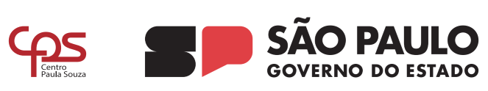 cps
Centro
Paula Souza
SP
SÃO PAULO
GOVERNO DO ESTADO